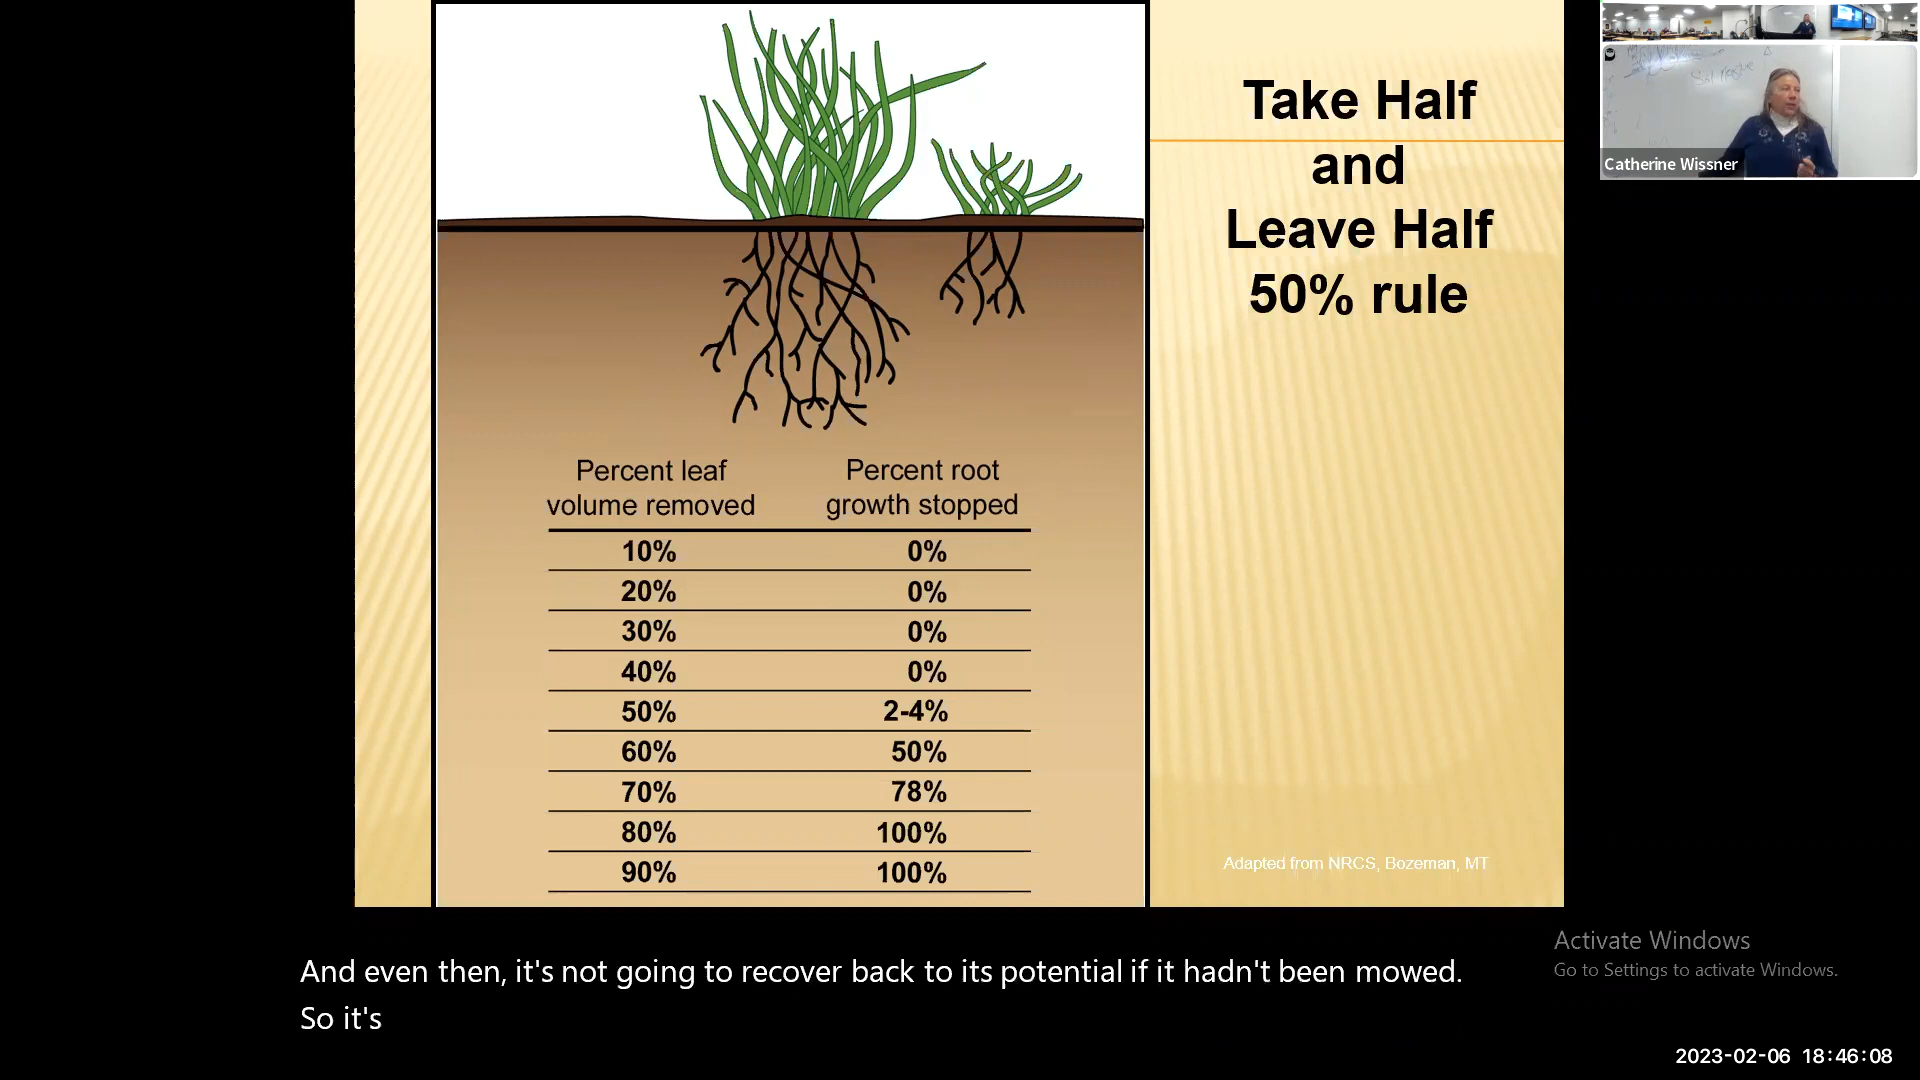 Take Half
and
Leave Half
50% rule
Percent leaf
volume removed
Percent root
growth stopped
10% 0%
20% 0%
30% 0%
40% 0%
50% 2-4%
60% 50%
70% 78%
80% 100%
90% 100%
Adapted from NRCS, Bozeman, MT
Catherine Wissner
And even then, it's not going to recover back to its potential if it hadn't been mowed.
So it's
Activate Windows
Go to Settings to activate Windows.
2023-02-06 18:46:08